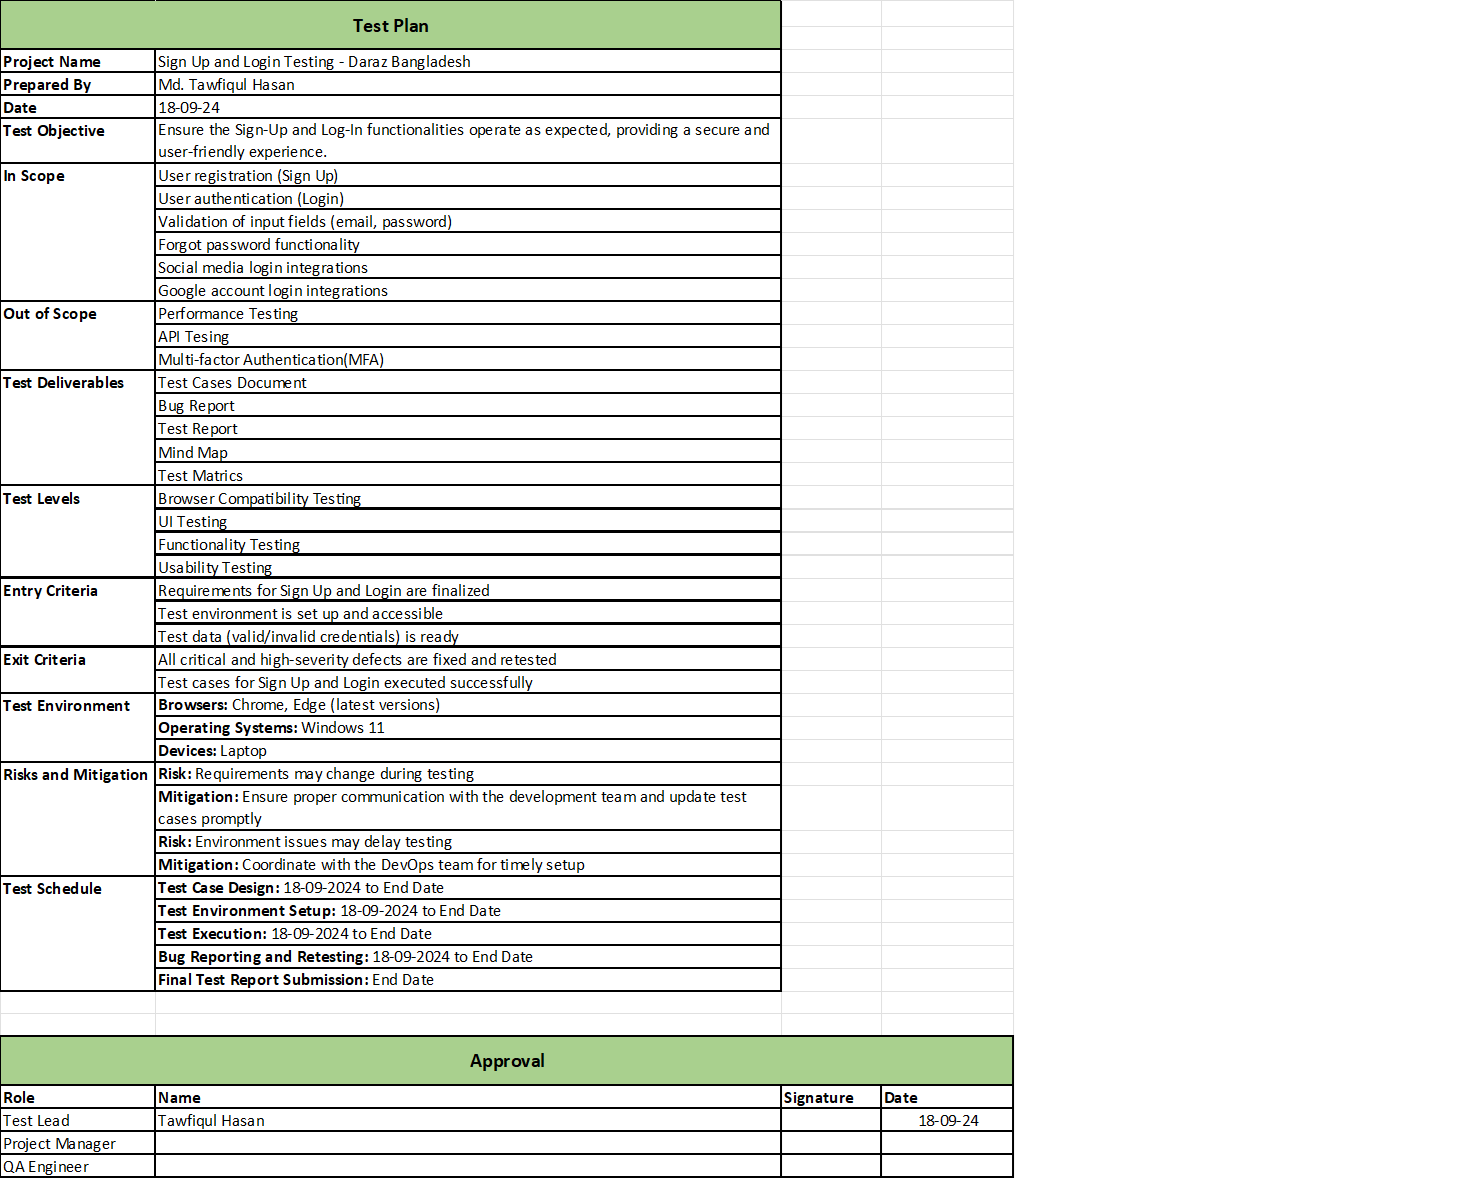 Test Plan
Project Name Sign Up and Login Testing - Daraz Bangladesh
Prepared By Md. Tawfiqul Hasan
Date 18-09-24
Test Objective Ensure the Sign-Up and Log-In functionalities operate as expected, providing a secure and
user-friendly experience.
In Scope User registration (Sign Up)
User authentication (Login)
Validation of input fields (email, password)
Forgot password functionality
Social media login integrations
Google account login integrations
Out of Scope Performance Testing
API Tesing
Multi-factor Authentication(MFA)
Test Deliverables Test Cases Document
Bug Report
Test Report
Mind Map
Test Matrics
Test Levels Browser Compatibility Testing
UI Testing
Functionality Testing
Usability Testing
Entry Criteria Requirements for Sign Up and Login are finalized
Test environment is set up and accessible
Test data (valid/invalid credentials) is ready
Exit Criteria All critical and high-severity defects are fixed and retested
Test cases for Sign Up and Login executed successfully
Test Environment Browsers: Chrome, Edge (latest versions)
Operating Systems: Windows 11
Devices: Laptop
Risks and Mitigation Risk: Requirements may change during testing
Mitigation: Ensure proper communication with the development team and update test
cases promptly
Risk: Environment issues may delay testing
Mitigation: Coordinate with the DevOps team for timely setup
Test Schedule Test Case Design: 18-09-2024 to End Date
Test Environment Setup: 18-09-2024 to End Date
Test Execution: 18-09-2024 to End Date
Bug Reporting and Retesting: 18-09-2024 to End Date
Final Test Report Submission: End Date
Approval
Role Name Signature Date
Test Lead Tawfiqul Hasan 18-09-24
Project Manager
QA Engineer